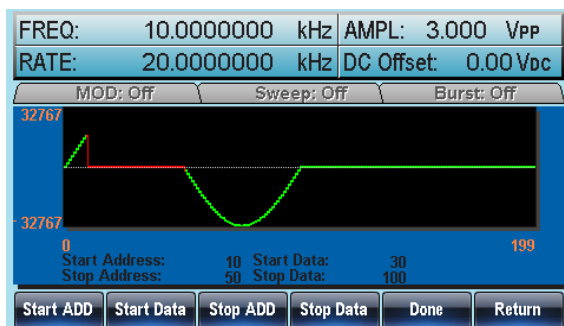 FREQ: 10.0000000 kHz AMPL: 3.000 VPP
RATE: 20.0000000 kHz DC Offset: 0.00 VDC
MOD: Off Sweep: Off Burst: Off
32767
- 32767
0 199
Start Address: 10 Start Data: 30
Stop Address: 50 Stop Data: 100
Start ADD Start Data Stop ADD Stop Data Done Return